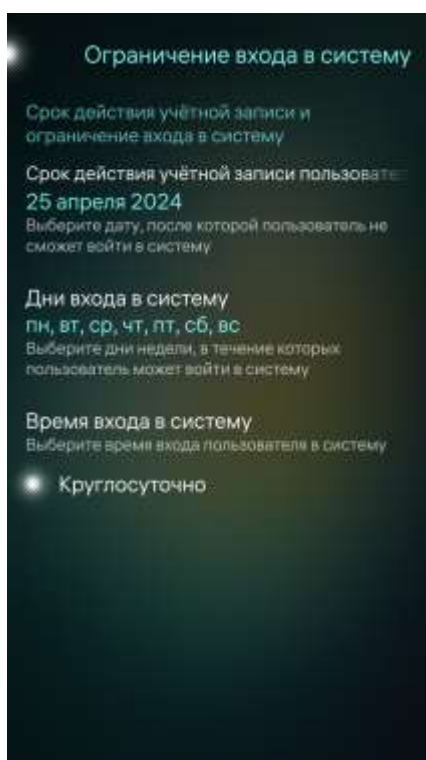 Ограничение входа в систему
Срок действия учётной записи и
ограничение входа в систему
Срок действия учётной записи пользовате
25 апреля 2024
Выберите дату, после которой пользователь не
сможет войти в систему
Дни входа в систему
пн, вт, ср, чт, пт, сб, вс
Выберите дни недели, в течение которых
пользователь может войти в систему
Время входа в систему
Выберите время входа пользователя в систему
Круглосуточно